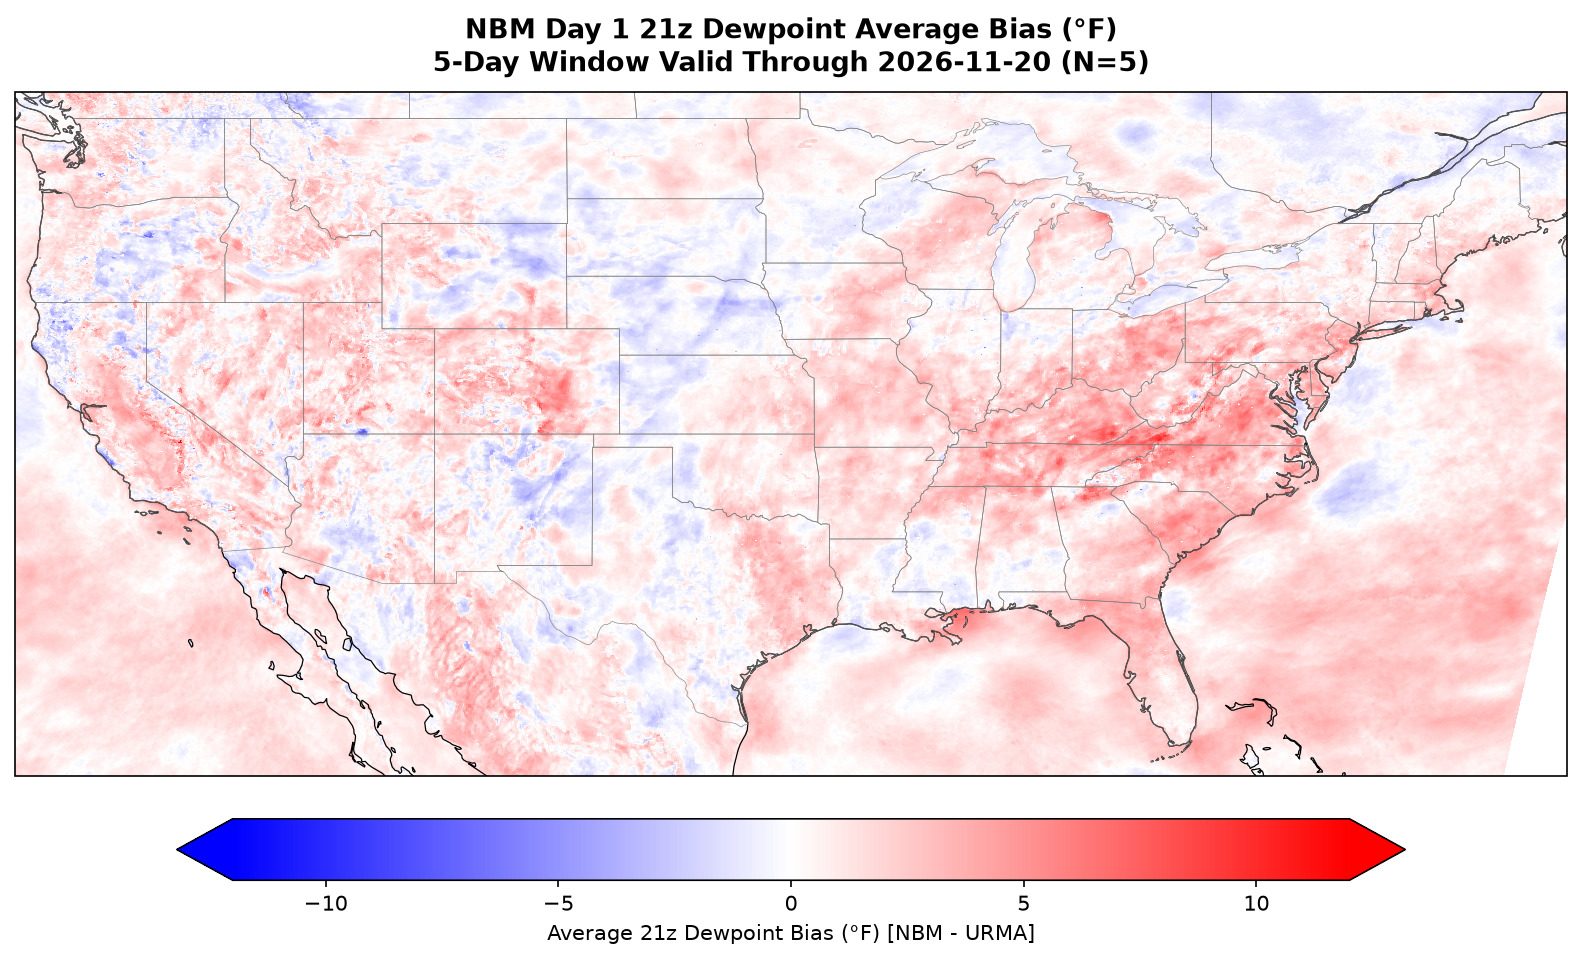 NBM Day 1 21z Dewpoint Average Bias (°F)
5-Day Window Valid Through 2026-11-20 (N=5)
−10 −5 0 5 10
Average 21z Dewpoint Bias (°F) [NBM - URMA]